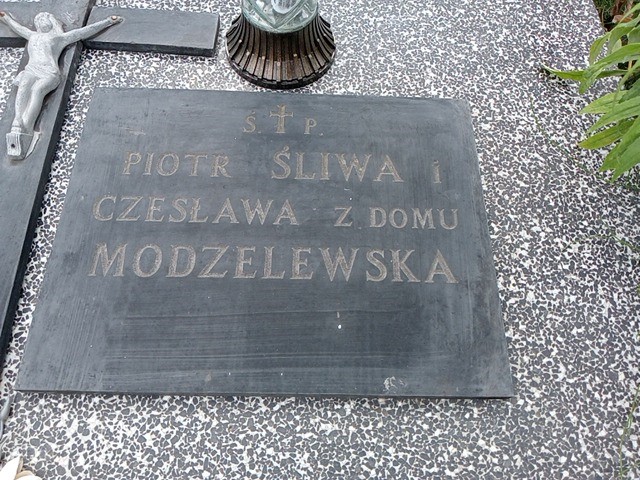 Ś. P.
PIOTR ŚLIWA i
CZESŁAWA Z DOMU
MODZELEWSKA